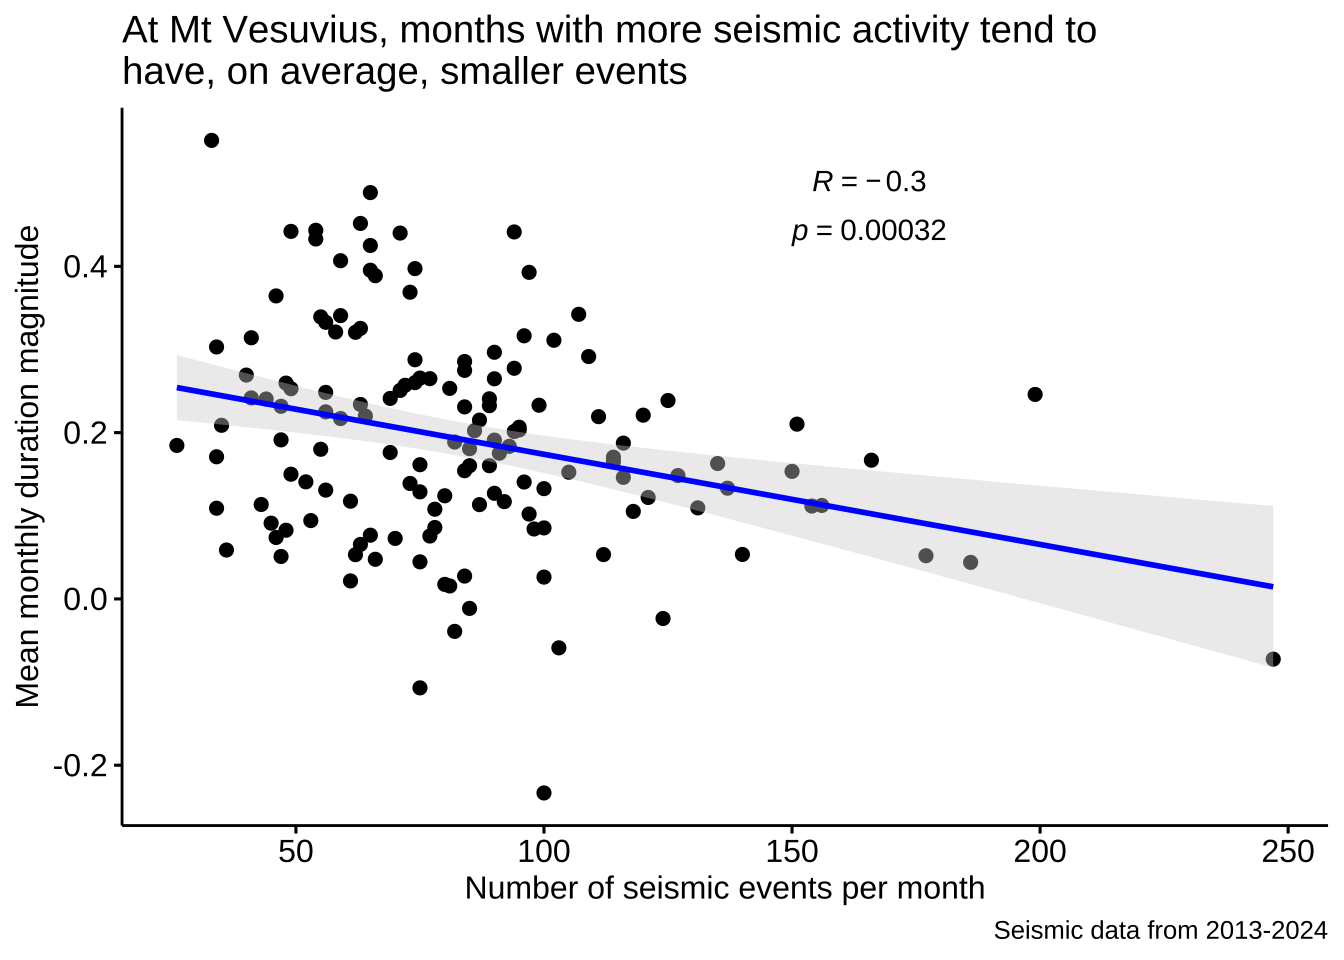 At Mt Vesuvius, months with more seismic activity tend to
have, on average, smaller events
R = −0.3
p = 0.00032
Mean monthly duration magnitude
0.4
0.2
0.0
-0.2
50 100 150 200 250
Number of seismic events per month
Seismic data from 2013-2024